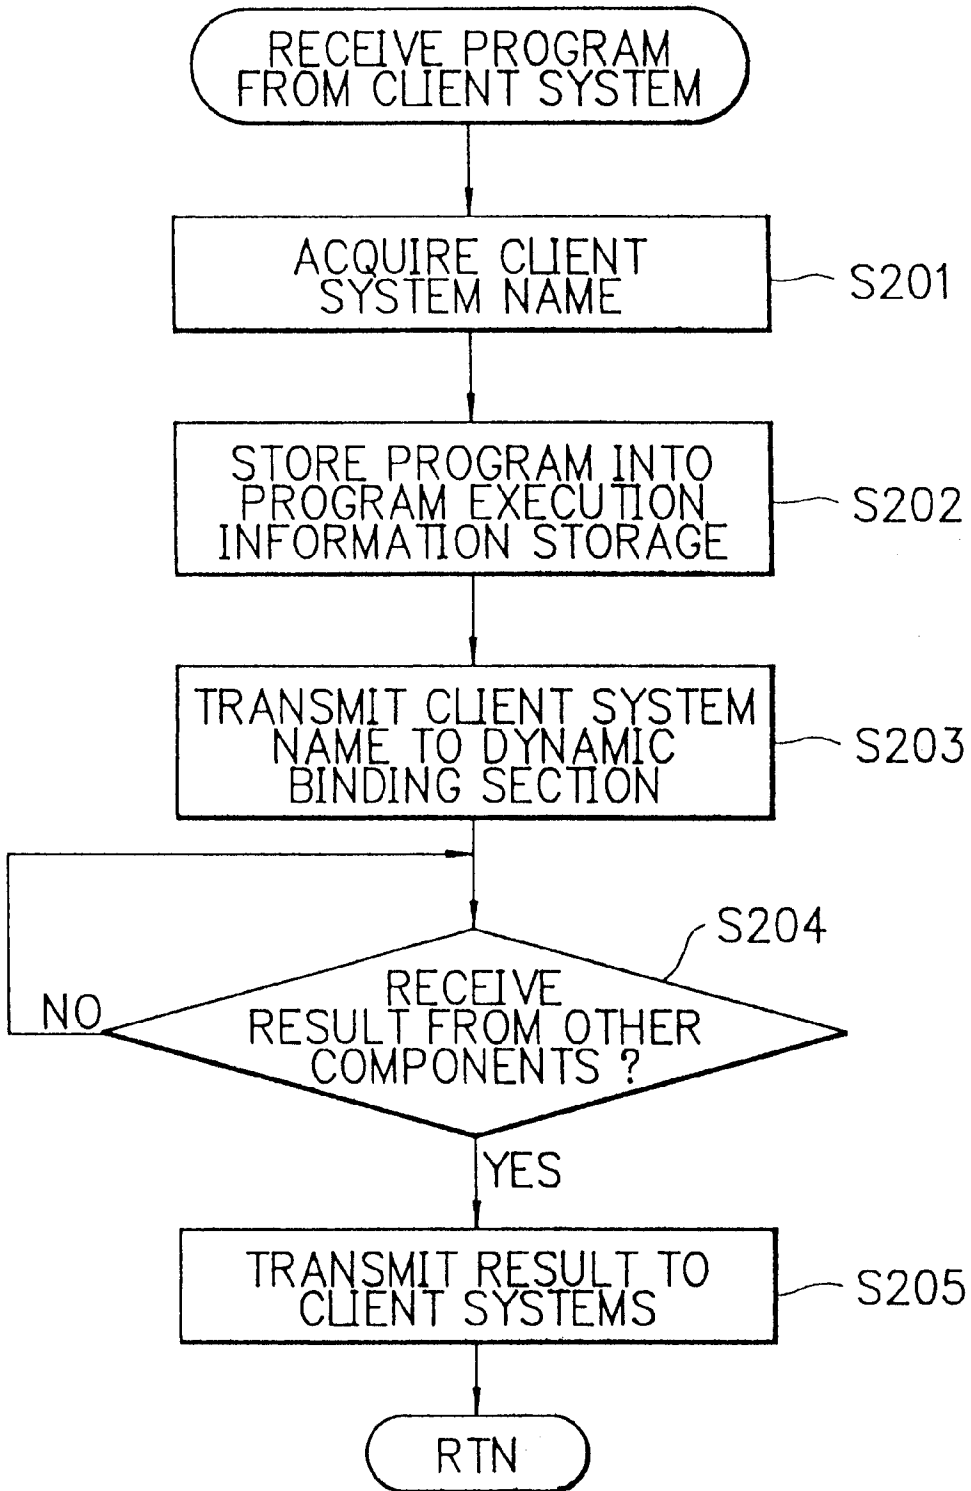 RECEIVE PROGRAM
FROM CLIENT SYSTEM
ACQUIRE CLIENT
SYSTEM NAME
S201
STORE PROGRAM INTO
PROGRAM EXECUTION
INFORMATION STORAGE
S202
TRANSMIT CLIENT SYSTEM
NAME TO DYNAMIC
BINDING SECTION
S203
S204
RECEIVE
RESULT FROM OTHER
COMPONENTS ?
NO
YES
TRANSMIT RESULT TO
CLIENT SYSTEMS
S205
RTN